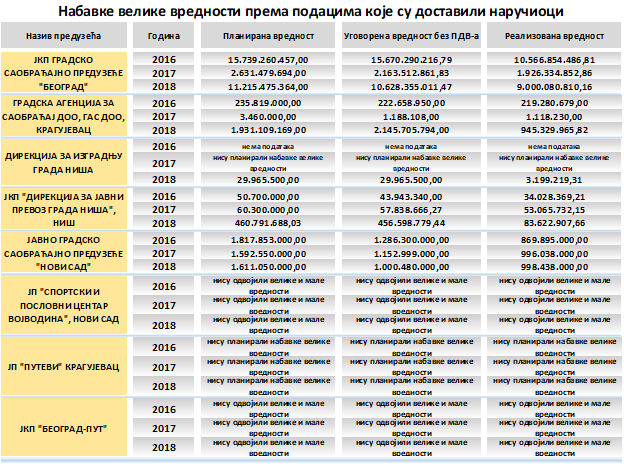 Набавке велике вредности према подацима које су доставили наручиоци
Назив предузећа Година Планирана вредност Уговорена вредност без ПДВ-а Реализована вредност
ЈКП ГРАДСКО САОБРАЋАЈНО ПРЕДУЗЕЋЕ "БЕОГРАД"
2016 15.739.260.457,00 15.670.290.216,79 10.566.854.486,81
2017 2.631.479.694,00 2.163.512.861,83 1.926.334.852,86
2018 11.215.475.364,00 10.628.355.011,47 9.000.080.810,16
ГРАДСКА АГЕНЦИЈА ЗА САОБРАЋАЈ ДОО, ГАС ДОО, КРАГУЈЕВАЦ
2016 235.819.000,00 222.658.950,00 219.280.679,00
2017 3.460.000,00 1.188.108,00 1.118.230,00
2018 1.931.109.169,00 2.145.705.794,00 945.329.965,82
ДИРЕКЦИЈА ЗА ИЗГРАДЊУ ГРАДА НИША
2016 нема података нема података нема података
2017 нису планирали набавке велике вредности нису планирали набавке велике вредности нису планирали набавке велике вредности
2018 29.965.500,00 29.965.500,00 3.199.219,31
ЈКП "ДИРЕКЦИЈА ЗА ЈАВНИ ПРЕВОЗ ГРАДА НИША", НИШ
2016 50.700.000,00 43.943.340,00 34.028.369,21
2017 60.300.000,00 57.838.666,27 53.065.732,15
2018 460.791.688,03 456.598.779,44 83.622.907,66
ЈАВНО ГРАДСКО САОБРАЋАЈНО ПРЕДУЗЕЋЕ "НОВИ САД"
2016 1.817.853.000,00 1.286.300.000,00 869.895.000,00
2017 1.592.550.000,00 1.152.999.000,00 996.038.000,00
2018 1.611.050.000,00 1.000.480.000,00 998.438.000,00
ЈП "СПОРТСКИ И ПОСЛОВНИ ЦЕНТАР ВОЈВОДИНА", НОВИ САД
2016 нису одвојили велике и мале вредности нису одвојили велике и мале вредности нису одвојили велике и мале вредности
2017 нису одвојили велике и мале вредности нису одвојили велике и мале вредности нису одвојили велике и мале вредности
2018 нису одвојили велике и мале вредности нису одвојили велике и мале вредности нису одвојили велике и мале вредности
ЈП "ПУТЕВИ" КРАГУЈЕВАЦ
2016 нису планирали набавке велике вредности нису планирали набавке велике вредности нису планирали набавке велике вредности
2017 нису планирали набавке велике вредности нису планирали набавке велике вредности нису планирали набавке велике вредности
2018 нису планирали набавке велике вредности нису планирали набавке велике вредности нису планирали набавке велике вредности
ЈКП "БЕОГРАД-ПУТ"
2016 нису одвојили велике и мале вредности нису одвојили велике и мале вредности нису одвојили велике и мале вредности
2017 нису одвојили велике и мале вредности нису одвојили велике и мале вредности нису одвојили велике и мале вредности
2018 нису одвојили велике и мале вредности нису одвојили велике и мале вредности нису одвојили велике и мале вредности